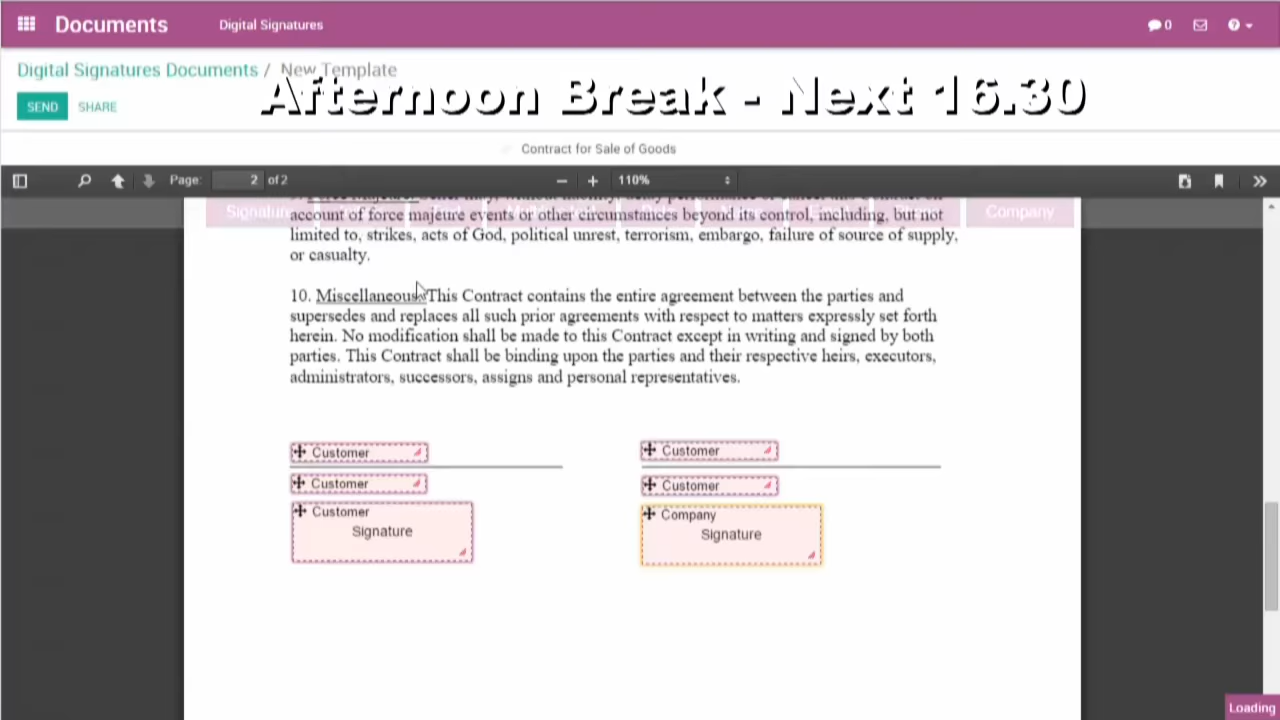 Documents
Digital Signatures
0
Digital Signatures Documents / New Template
Afternoon Break - Next 16.30
SEND
SHARE
Contract for Sale of Goods
Page: 2 of 2
110%
Signature
Company
account of force majeure events or other circumstances beyond its control, including, but not
limited to, strikes, acts of God, political unrest, terrorism, embargo, failure of source of supply,
or casualty.
10. Miscellaneous. This Contract contains the entire agreement between the parties and
supersedes and replaces all such prior agreements with respect to matters expressly set forth
herein. No modification shall be made to this Contract except in writing and signed by both
parties. This Contract shall be binding upon the parties and their respective heirs, executors,
administrators, successors, assigns and personal representatives.
Customer
Customer
Customer
Customer
Customer
Signature
Company
Signature
Loading